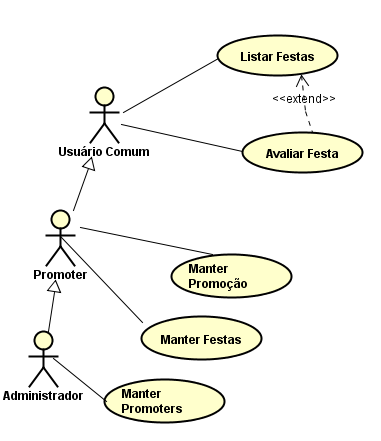 Listar Festas
<<extend>>
Usuário Comum
Avaliar Festa
Promoter
Manter
Promoção
Manter Festas
Administrador
Manter
Promoters